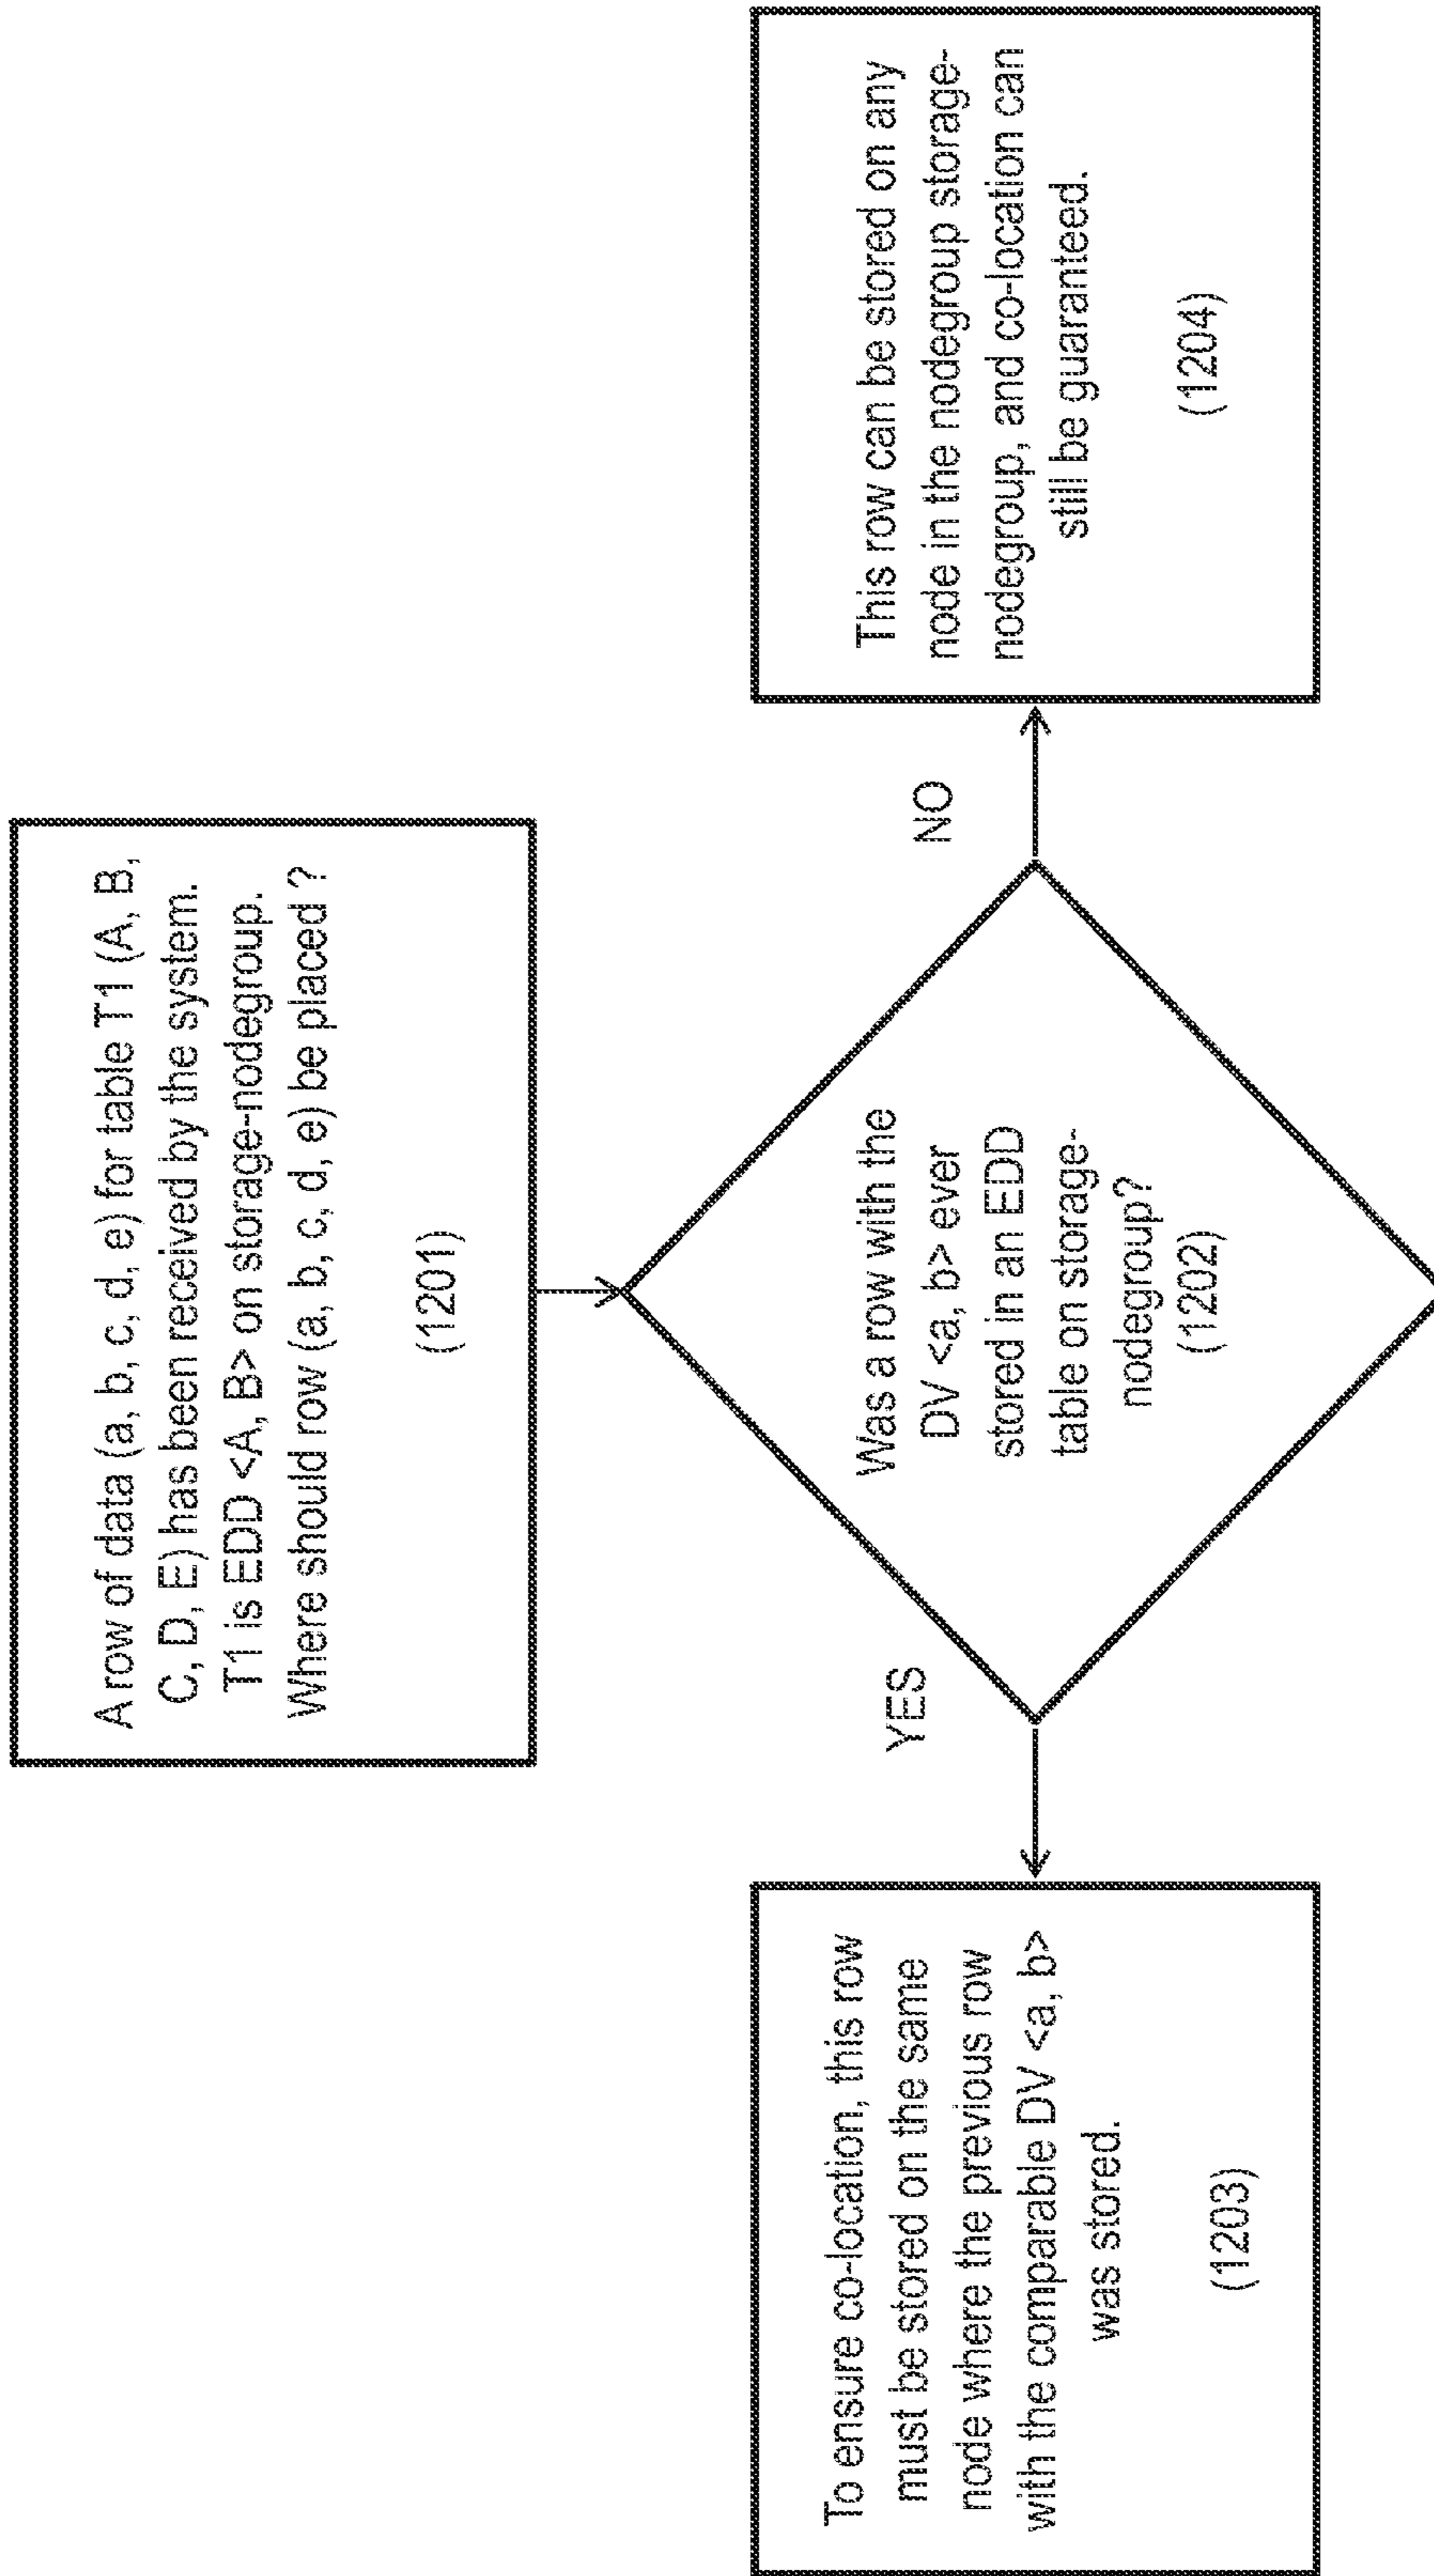 A row of data (a, b, c, d, e) for table T1 (A, B,
C, D, E) has been received by the system.
T1 is EDD <A, B> on storage-nodegroup.
Where should row (a, b, c, d, e) be placed ?
(1201)
Was a row with the
DV <a, b> ever
stored in an EDD
table on storage-
nodegroup?
(1202)
YES
NO
To ensure co-location, this row
must be stored on the same
node where the previous row
with the comparable DV <a, b>
was stored.
(1203)
This row can be stored on any
node in the nodegroup storage-
nodegroup, and co-location can
still be guaranteed.
(1204)